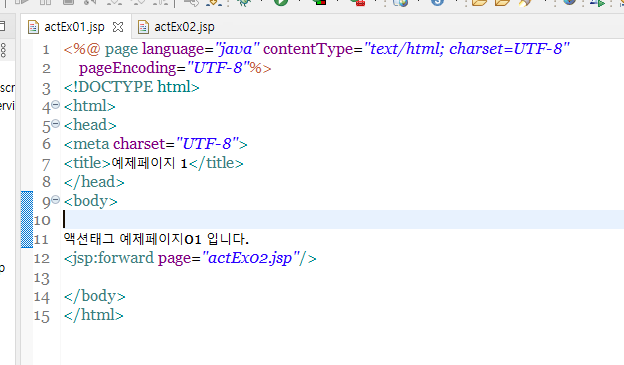 actEx01.jsp actEx02.jsp
scr
ervi
1 <%@ page language="java" contentType="text/html; charset=UTF-8"
2     pageEncoding="UTF-8"%>
3 <!DOCTYPE html>
4 <html>
5 <head>
6 <meta charset="UTF-8">
7 <title>예제페이지 1</title>
8 </head>
9 <body>
10
11 액션태그 예제페이지01 입니다.
12 <jsp:forward page="actEx02.jsp"/>
13
14 </body>
15 </html>